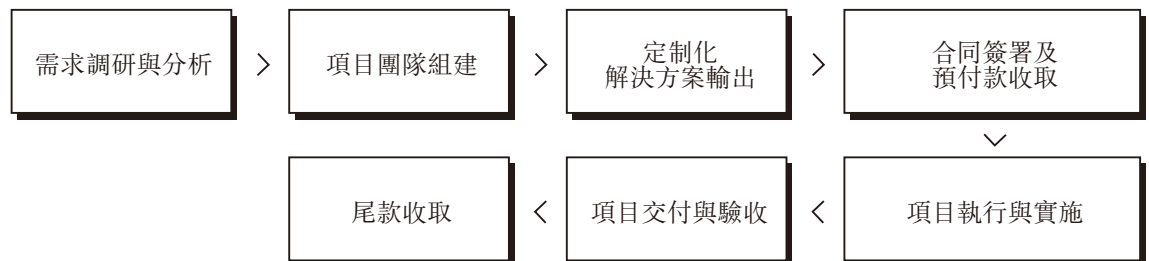 需求調研與分析
項目團隊組建
定制化
解決方案輸出
合同簽署及
預付款收取
項目執行與實施
項目交付與驗收
尾款收取